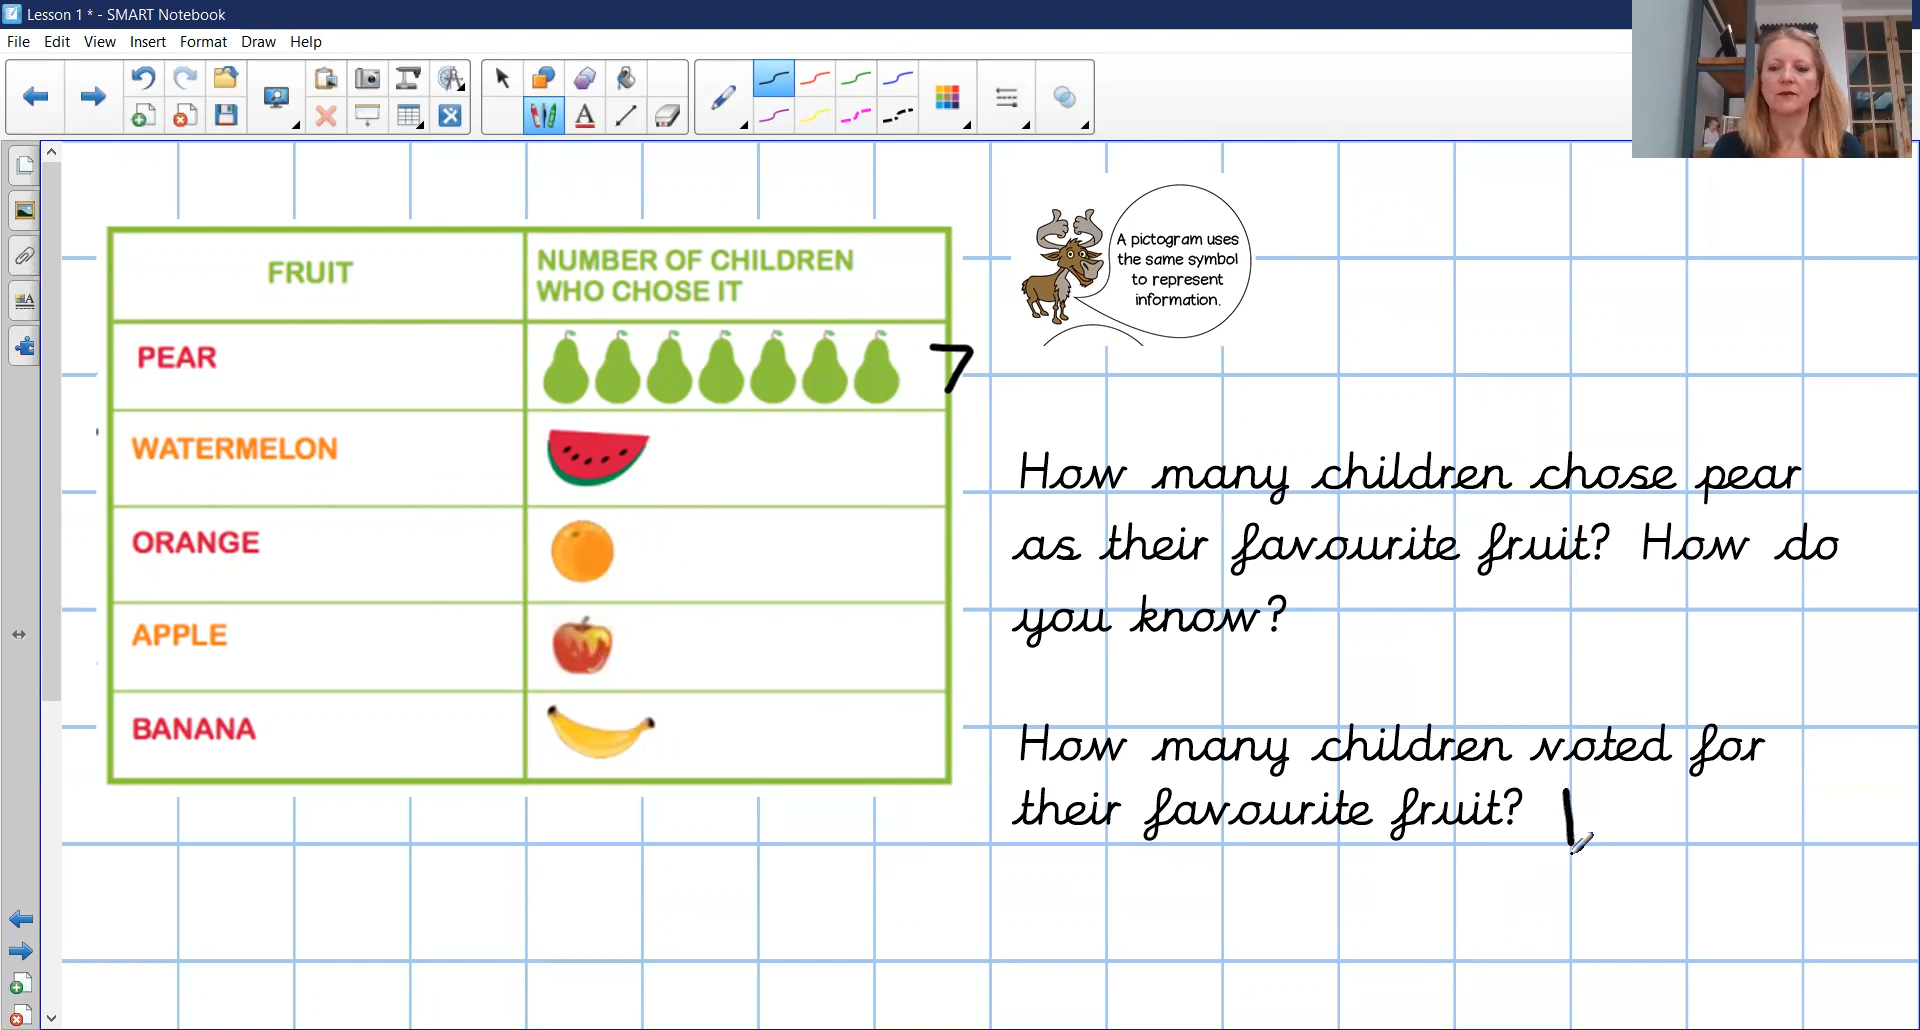 Lesson 1 * - SMART Notebook
File Edit View Insert Format Draw Help
FRUIT
NUMBER OF CHILDREN
WHO CHOSE IT
PEAR
7
WATERMELON
ORANGE
APPLE
BANANA
A pictogram uses
the same symbol
to represent
information.
How many children chose pear
as their favourite fruit? How do
you know?
How many children voted for
their favourite fruit? 1